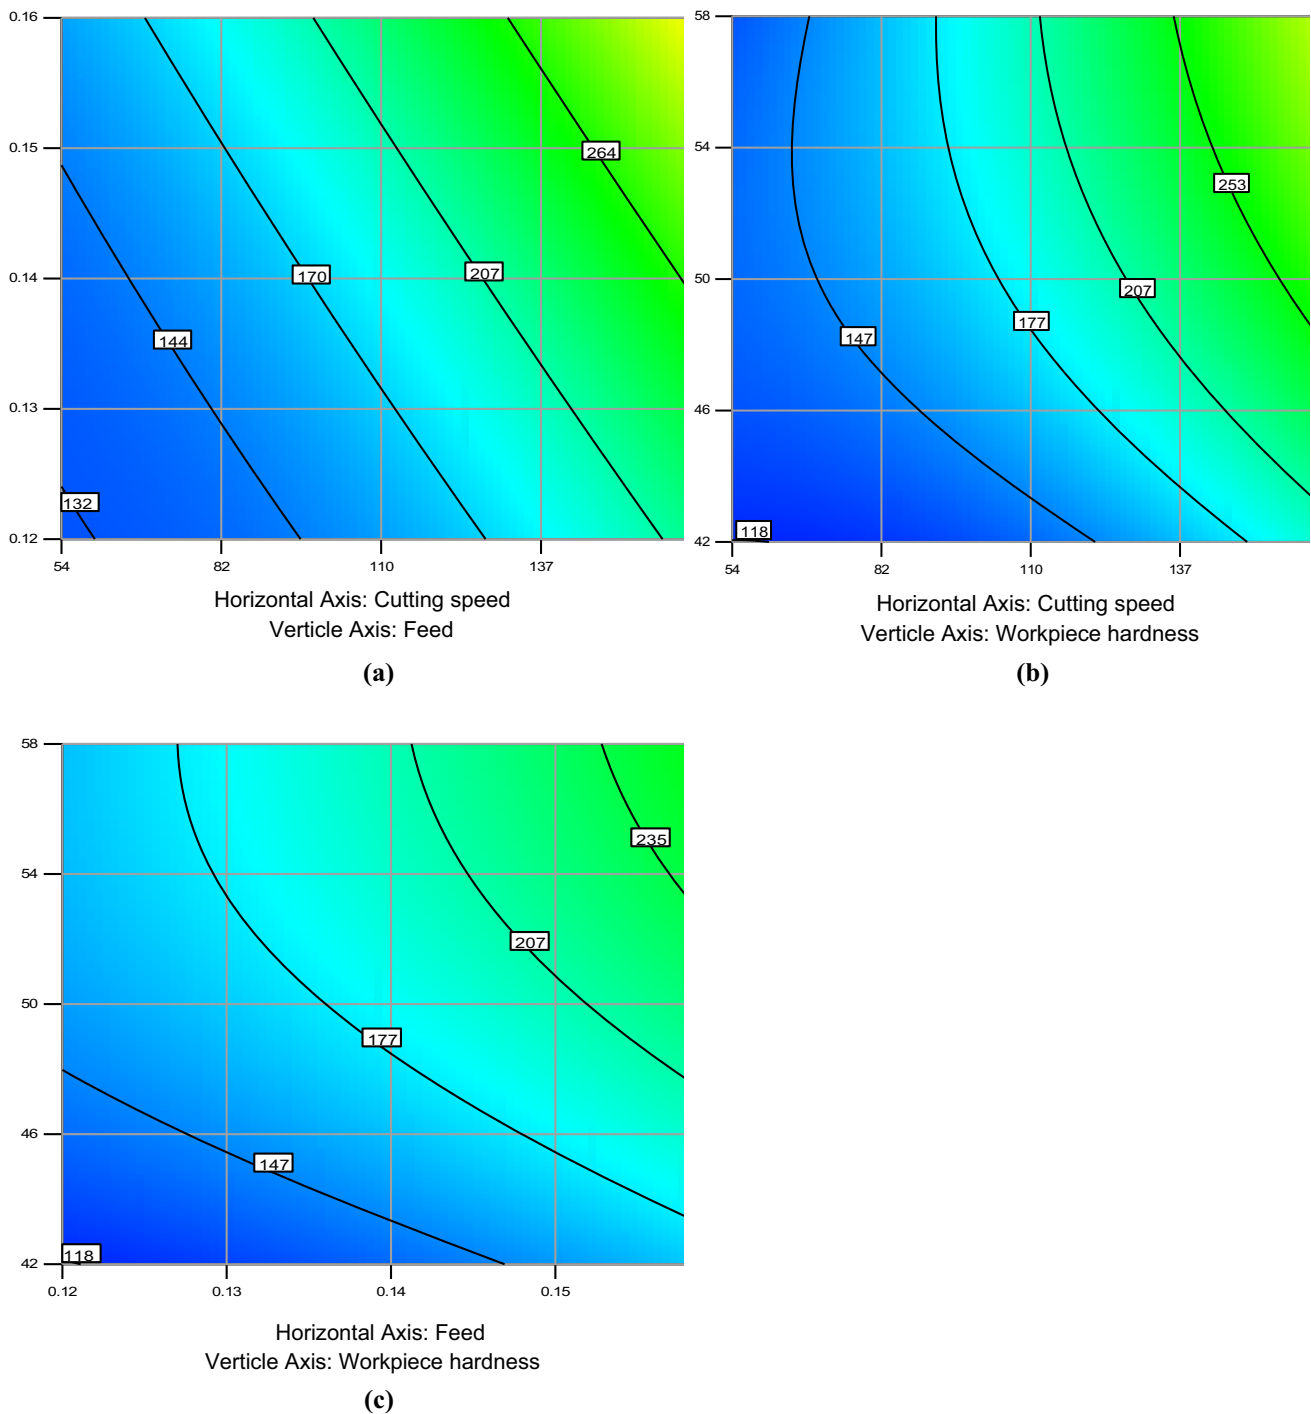 0.16
0.15
0.14
0.13
0.12
264
170
207
144
132
54 82 110 137
Horizontal Axis: Cutting speed
Verticle Axis: Feed
(a)
58
54
50
46
42
253
207
177
147
118
54 82 110 137
Horizontal Axis: Cutting speed
Verticle Axis: Workpiece hardness
(b)
58
54
50
46
42
235
207
177
147
118
0.12 0.13 0.14 0.15
Horizontal Axis: Feed
Verticle Axis: Workpiece hardness
(c)